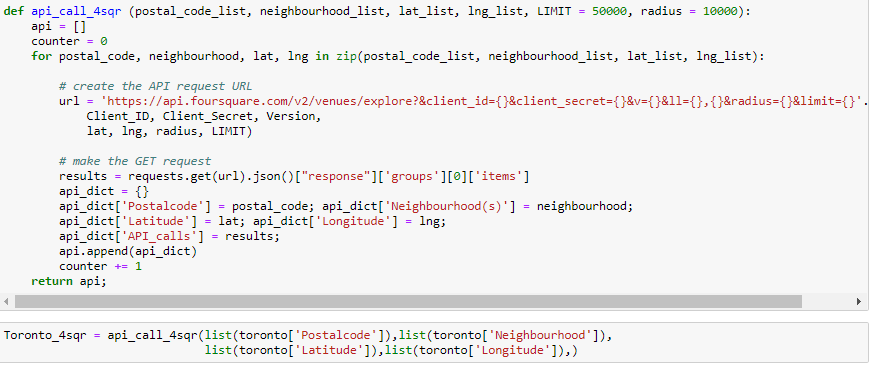 def api_call_4sqr (postal_code_list, neighbourhood_list, lat_list, lng_list, LIMIT = 50000, radius = 10000):
    api = []
    counter = 0
    for postal_code, neighbourhood, lat, lng in zip(postal_code_list, neighbourhood_list, lat_list, lng_list):

        # create the API request URL
        url = 'https://api.foursquare.com/v2/venues/explore?&client_id={}&client_secret={}&v={}&ll={},{}&radius={}&limit={}'.
            Client_ID, Client_Secret, Version,
            lat, lng, radius, LIMIT)

        # make the GET request
        results = requests.get(url).json()["response"]['groups'][0]['items']
        api_dict = {}
        api_dict['Postalcode'] = postal_code; api_dict['Neighbourhood(s)'] = neighbourhood;
        api_dict['Latitude'] = lat; api_dict['Longitude'] = lng;
        api_dict['API_calls'] = results;
        api.append(api_dict)
        counter += 1
    return api;

Toronto_4sqr = api_call_4sqr(list(toronto['Postalcode']),list(toronto['Neighbourhood']),
                             list(toronto['Latitude']),list(toronto['Longitude']),)